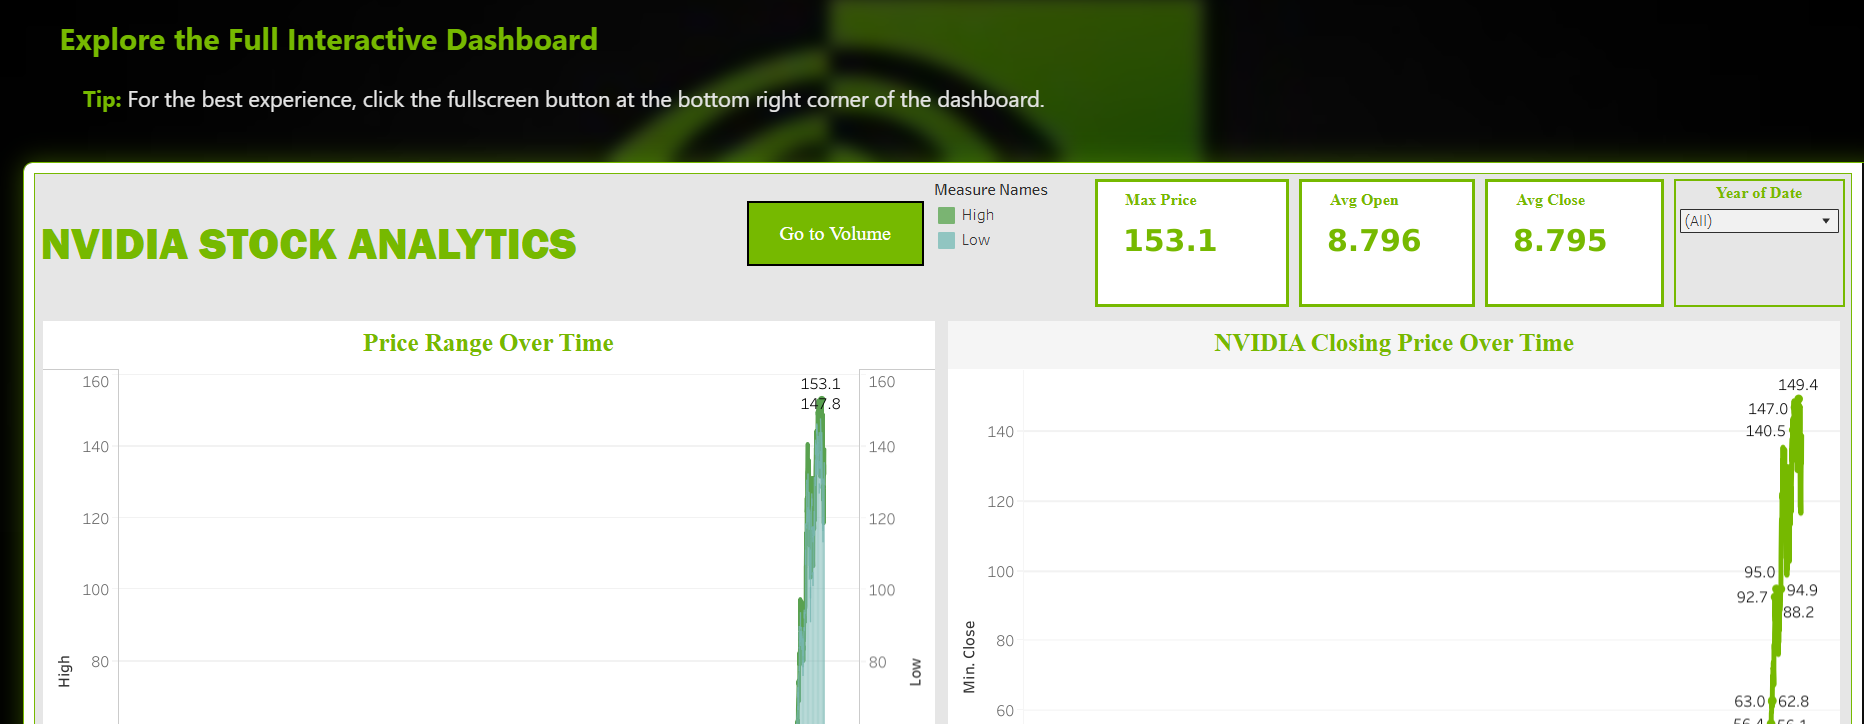 Explore the Full Interactive Dashboard
Tip: For the best experience, click the fullscreen button at the bottom right corner of the dashboard.
NVIDIA STOCK ANALYTICS
Go to Volume
Measure Names
High
Low
Max Price
153.1
Avg Open
8.796
Avg Close
8.795
Year of Date
(All)
Price Range Over Time
160
140
120
100
80
High
153.1
147.8
160
140
120
100
80
Low
NVIDIA Closing Price Over Time
140
120
100
80
60
Min. Close
149.4
147.0
140.5
95.0
94.9
92.7
88.2
63.0
62.8
56.4
56.1